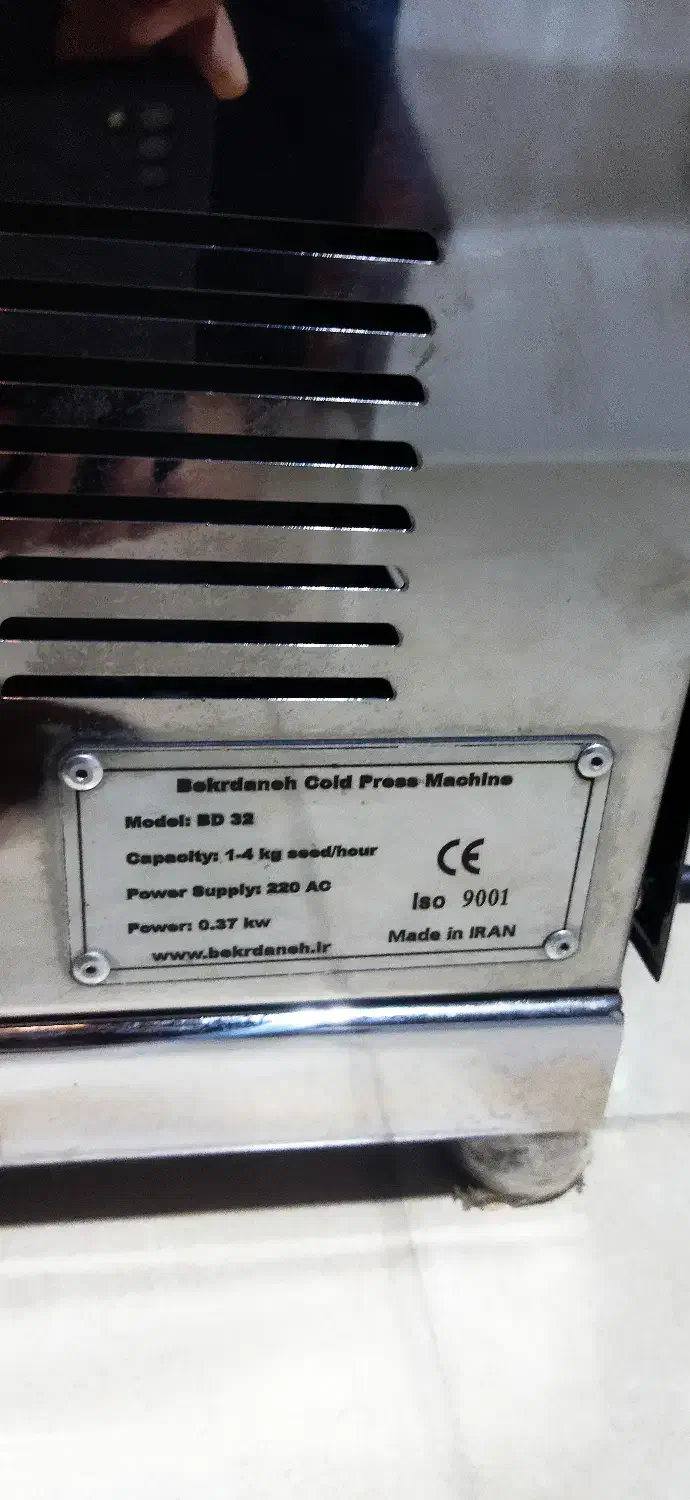 Bekrdaneh Cold Press Machine
Model: BD 32
Capacity: 1-4 kg seed/hour
Power Supply: 220 AC
Power: 0.37 kw
www.bekrdaneh.ir
CE
Iso 9001
Made in IRAN